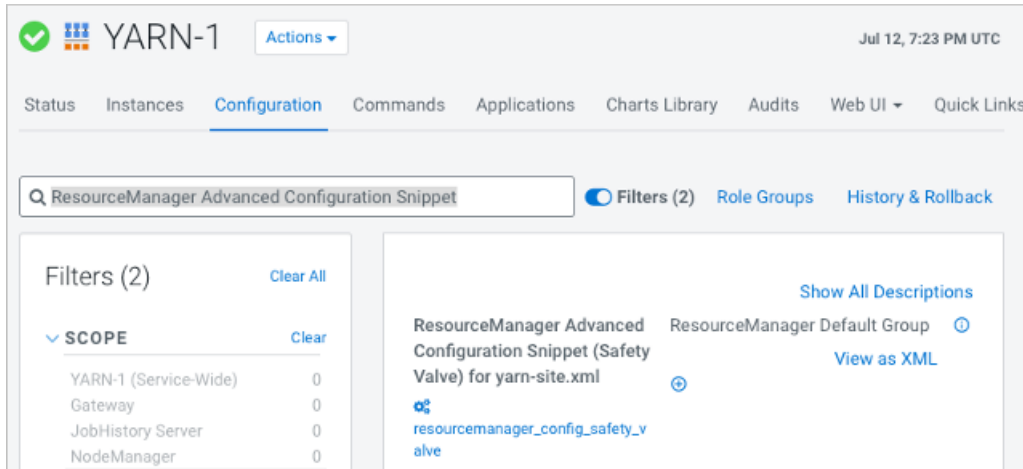 YARN-1 Actions Jul 12, 7:23 PM UTC
Status Instances Configuration Commands Applications Charts Library Audits Web UI Quick Links
ResourceManager Advanced Configuration Snippet Filters (2) Role Groups History & Rollback
Filters (2) Clear All
SCOPE Clear
YARN-1 (Service-Wide) 0
Gateway 0
JobHistory Server 0
NodeManager 0
Show All Descriptions
ResourceManager Advanced
Configuration Snippet (Safety
Valve) for yarn-site.xml
resourcemanager_config_safety_v
alve
ResourceManager Default Group
View as XML